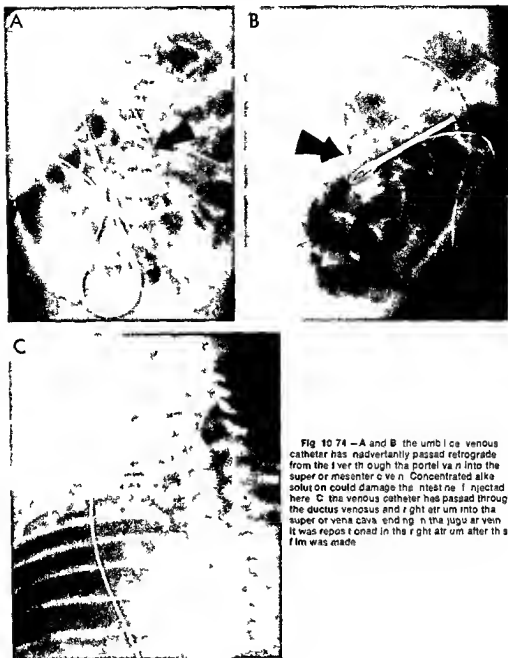 A
B
C
Fig 10 74 —A and B the umb l ce venous
catheter has nadvertantly passad retrograde
from the l ver th ough tha portel va n Into the
super or mesenter c ve n Concentrated alke
solut on could damage tha ntest ne f njected
here C tha venous catheter has passad throug
the ductus venosus and r ght atr um Into tha
super or vena cava end ng n tha jugu ar vein
It was repos t onad In the r ght atr um after th s
f lm was made